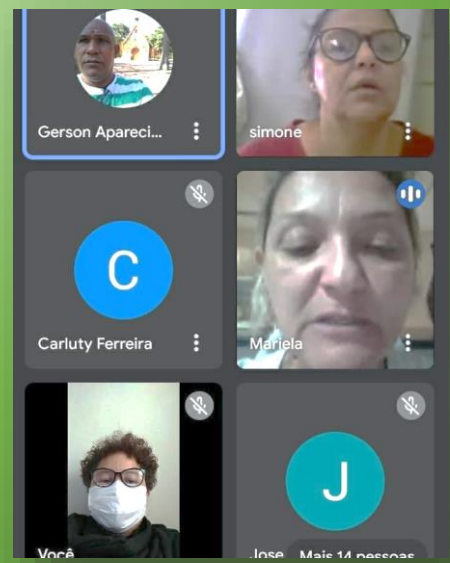 Gerson Apareci...
simone
C
Carluty Ferreira
Mariela
J
Você
Jose
Mais 14 pessoas